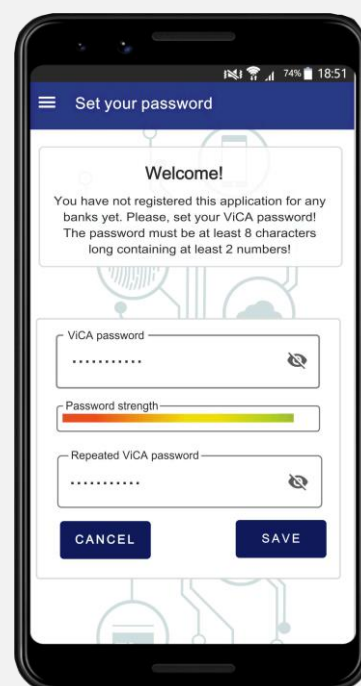 74% 18:51
Set your password
Welcome!
You have not registered this application for any
banks yet. Please, set your ViCA password!
The password must be at least 8 characters
long containing at least 2 numbers!
ViCA password
...........
Password strength
Repeated ViCA password
...........
CANCEL
SAVE